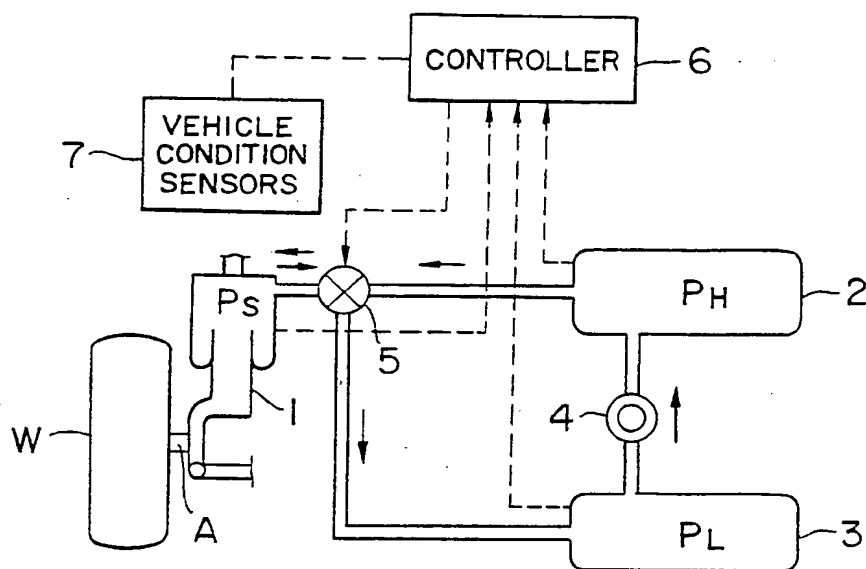 CONTROLLER
6
VEHICLE
CONDITION
SENSORS
7
Ps
PH
2
5
1
4
W
A
PL
3